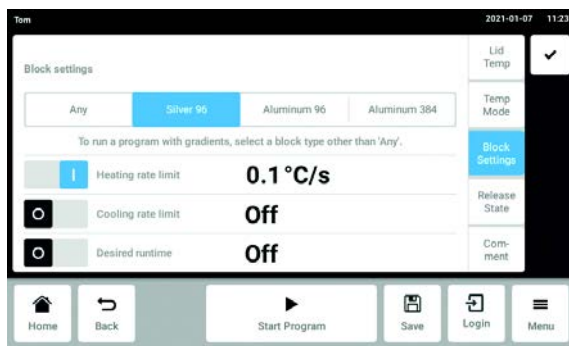 Tom
2021-01-07 11:23
Block settings
Any
Silver 96
Aluminum 96
Aluminum 384
To run a program with gradients, select a block type other than 'Any'.
Heating rate limit
0.1 °C/s
Cooling rate limit
Off
Desired runtime
Off
Lid
Temp
Temp
Mode
Block
Settings
Release
State
Com-
ment
Home
Back
Start Program
Save
Login
Menu